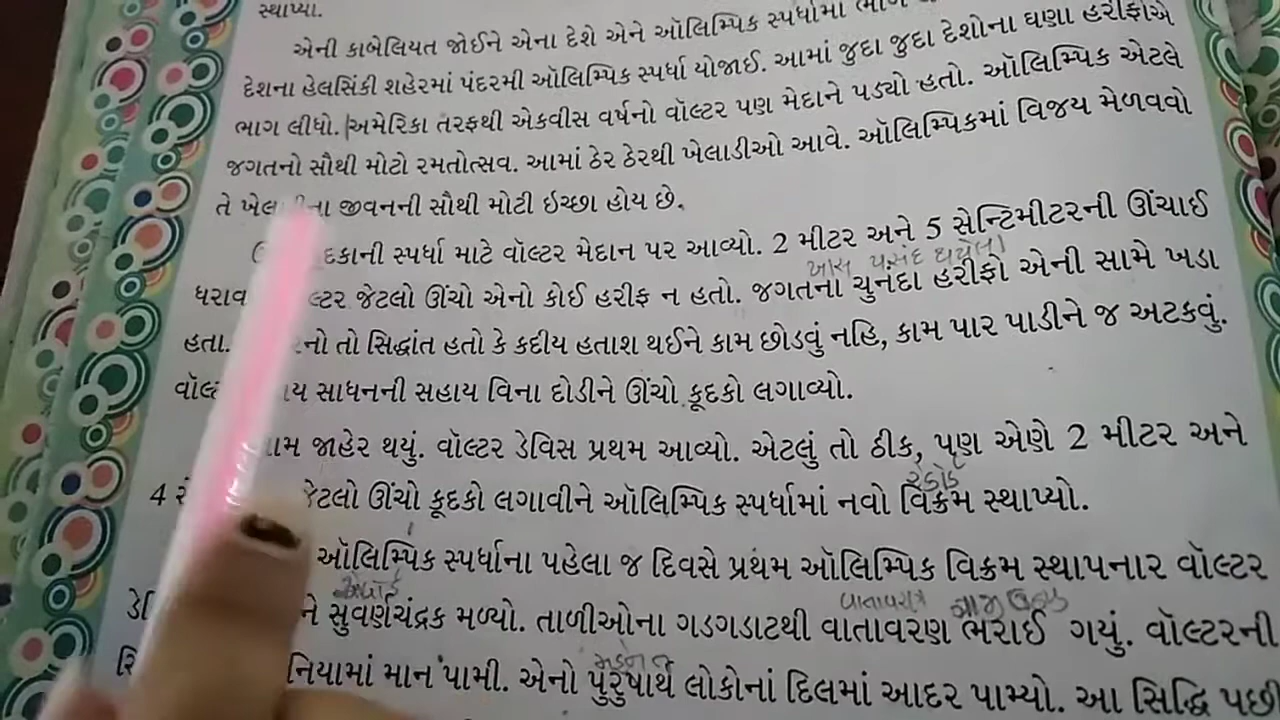 સ્થાપ્યા.
એની કાબેલિયત જોઈને એના દેશે એને ઑલિમ્પિક સ્પર્ધામાં ભાગ
દેશના હેલસિંકી શહેરમાં પંદરમી ઑલિમ્પિક સ્પર્ધા યોજાઈ. આમાં જુદા જુદા દેશોના ઘણા હરીફોએ
ભાગ લીધો. અમેરિકા તરફથી એકવીસ વર્ષનો વૉલ્ટર પણ મેદાને પડ્યો હતો. ઑલિમ્પિક એટલે
જગતનો સૌથી મોટો રમતોત્સવ. આમાં ઠેર ઠેરથી ખેલાડીઓ આવે. ઑલિમ્પિકમાં વિજય મેળવવો
તે જીવનની સૌથી મોટી ઇચ્છા હોય છે.
સ્પર્ધા માટે વૉલ્ટર મેદાન પર આવ્યો. 2 મીટર અને 5 સેન્ટિમીટરની ઊંચાઈ
ખાસ પસંદ થયેલા
જેટલો ઊંચો એનો કોઈ હરીફ ન હતો. જગતના ચુનંદા હરીફો એની સામે ખડા
હતા. તો સિદ્ધાંત હતો કે કદીય હતાશ થઈને કામ છોડવું નહિ, કામ પાર પાડીને જ અટકવું.
સાધનની સહાય વિના દોડીને ઊંચો કૂદકો લગાવ્યો.
જાહેર થયું. વૉલ્ટર ડેવિસ પ્રથમ આવ્યો. એટલું તો ઠીક, પણ એણે 2 મીટર અને
રેકોર્ડ
4 જેટલો ઊંચો કૂદકો લગાવીને ઑલિમ્પિક સ્પર્ધામાં નવો વિક્રમ સ્થાપ્યો.
ઑલિમ્પિક સ્પર્ધાના પહેલા જ દિવસે પ્રથમ ઑલિમ્પિક વિક્રમ સ્થાપનાર વૉલ્ટર
સુવર્ણચંદ્રક મળ્યો. તાળીઓના ગડગડાટથી વાતાવરણ ભરાઈ ગયું. વૉલ્ટરની
માન પામી. એનો પુરુષાર્થ લોકોનાં દિલમાં આદર પામ્યો. આ સિદ્ધિ પછી